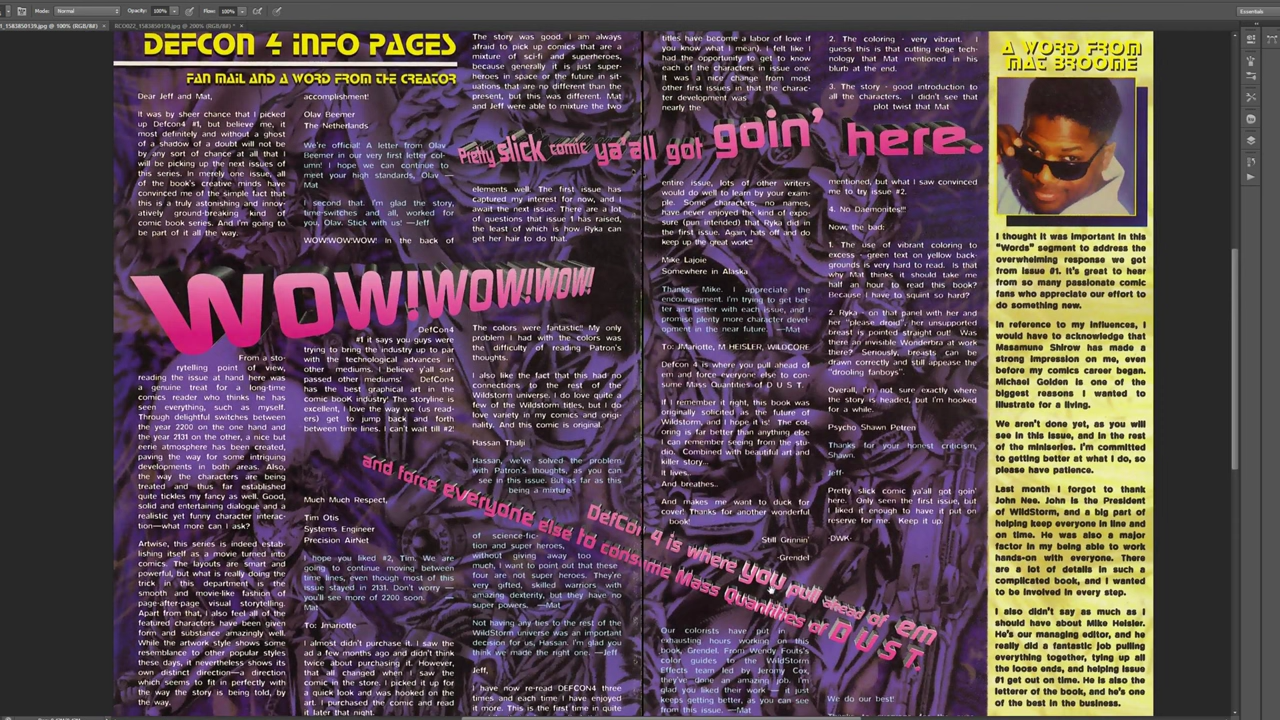 Mode: Normal Opacity: 100% Flow: 100% Essentials
_1_1583850139.jpg @ 100% (RGB/8#) × RCO022_1583850139.jpg @ 200% (RGB/8#) * ×
DEFCON 4 INFO PAGES
FAN MAIL AND A WORD FROM THE CREATOR
Dear Jeff and Mat,
It was by sheer chance that I picked
up Defcon4 #1, but believe me, it
most definitely and without a ghost
of a shadow of a doubt will not be
by any sort of chance at all that I
will be picking up the next issues of
this series. In merely one issue, all
of the book's creative minds have
convinced me of the simple fact that
this is a truly astonishing and innov-
atively ground-breaking kind of
comic book series. And I'm going to
be part of it all the way.
WOW!WOW!WOW!
From a sto-
rytelling point of view,
reading the issue at hand here was
a genuine treat for a long-time
comics reader who thinks he has
seen everything, such as myself.
Through delightful switches between
the year 2200 on the one hand and
the year 2131 on the other, a nice but
eerie atmosphere has been created,
paving the way for some intriguing
developments in both areas. Also,
the way the characters are being
treated and thus far established
quite tickles my fancy as well. Good,
solid and entertaining dialogue and a
realistic yet funny character interac-
tion—what more can I ask?
Artwise, this series is indeed estab-
lishing itself as a movie turned into
comics. The layouts are smart and
powerful, but what is really doing the
trick in this department is the
smooth and movie-like fashion of
page-after-page visual storytelling.
Apart from that, I also feel all of the
featured characters have been given
form and substance amazingly well.
While the artwork style shows some
resemblance to other popular styles
these days, it nevertheless shows its
own distinct direction—a direction
which seems to fit in perfectly with
the way the story is being told, by
the way.
accomplishment!
Olav Beemer
The Netherlands
We're official! A letter from Olav
Beemer in our very first letter col-
umn! I hope we can continue to
meet your high standards, Olav —
Mat
I second that. I'm glad the story,
time-switches and all, worked for
you, Olav. Stick with us! —Jeff
WOW!WOW!WOW! In the back of
DefCon4
#1 it says you guys were
trying to bring the industry up to par
with the technological advances in
other mediums. I believe y'all sur-
passed other mediums! DefCon4
has the best graphical art in the
comic booK industry! The storyline is
excellent, I love the way we (us read-
ers) get to jump back and forth
between time lines. I can't wait till #2!
Much Much Respect,
Tim Otis
Systems Engineer
Precision AirNet
I hope you liked #2, Tim. We are
going to continue moving between
time lines, even though most of this
issue stayed in 2131. Don't worry —
you'll see more of 2200 soon. —
Mat
To: Jmariotte
I almost didn't purchase it. I saw the
ad a few months ago and didn't think
twice about purchasing it. However,
that all changed when I saw the
comic in the store. I picked it up for
a quick look and was hooked on the
art. I purchased the comic and read
it later that night.
The story was good. I am always
afraid to pick up comics that are a
mixture of sci-fi and superheroes,
because generally it is just super-
heroes in space or the future in sit-
uations that are no different than the
present, but this was different. Mat
and Jeff were able to mixture the two
Pretty slick comic ya'all got goin' here.
elements well. The first issue has
captured my interest for now, and I
await the next issue. There are a lot
of questions that issue 1 has raised,
the least of which is how Ryka can
get her hair to do that.
The colors were fantastic!! My only
problem I had with the colors was
the difficulty of reading Patron's
thoughts.
I also like the fact that this had no
connections to the rest of the
Wildstorm universe. I do love quite a
few of the Wildstorm titles, but I do
love variety in my comics and origi-
nality. And this comic is original.
Hassan Thalji
Hassan, we've solved the problem
with Patron's thoughts, as you can
see in this issue. But as far as this
being a mixture
of science-fic-
tion and super heroes,
without giving away too
much, I want to point out that these
four are not super heroes. They're
very gifted, skilled warriors with
amazing dexterity, but they have no
super powers. —Mat
Not having any ties to the rest of the
WildStorm universe was an important
decision for us, Hassan. I'm glad you
think we made the right one. —Jeff
Jeff,
I have now re-read DEFCON4 three
times and each time I have enjoyed
it more. This is the first time in quite
titles have become a labor of love if
you know what I mean). I felt like I
had the opportunity to get to know
each of the characters in issue one.
It was a nice change from most
other first issues in that the charac-
ter development was
nearly the
entire issue, lots of other writers
would do well to learn by your exam-
ple. Some characters, no names,
have never enjoyed the kind of expo-
sure (pun intended) that Ryka did in
the first issue. Again, hats off and do
keep up the great work!!
Mike Lajoie
Somewhere in Alaska
Thanks, Mike. I appreciate the
encouragement. I'm trying to get bet-
ter and better with each issue, and I
promise plenty more character devel-
opment in the near future. —Mat
To: JMariotte, M HEISLER, WILDCORE
Defcon 4 is where you pull ahead of
em and force everyone else to con-
sume Mass Quantities of D U S T.
If I remember it right, this book was
originally solicited as the future of
Wildstorm, and I hope it is! The col-
oring is far better than anything else
I can remember seeing from the stu-
dio. Combined with beautiful art and
killer story...
it lives..
And breathes..
And makes me want to duck for
cover! Thanks for another wonderful
book!
Still Grinnin'
-Grendel
DefCon 4 is where you pull ahead of em
and force everyone else to consume Mass Quantities of D U S T.
Our colorists have put in
exhausting hours working on this
book, Grendel. From Wendy Fouts's
color guides to the WildStorm
Effects team led by Jeromy Cox,
they've done an amazing job. I'm
glad you liked their work — it just
keeps getting better, as you can see
from this issue. —Mat
2. The coloring - very vibrant. I
guess this is that cutting edge tech-
nology that Mat mentioned in his
blurb at the end.
3. The story - good introduction to
all the characters. I didn't see that
plot twist that Mat
mentioned, but what I saw convinced
me to try issue #2.
4. No Daemonites!!
Now, the bad:
1. The use of vibrant coloring to
excess - green text on yellow back-
grounds is very hard to read. Is that
why Mat thinks it should take me
half an hour to read this book?
Because I have to squint so hard?
2. Ryka - on that panel with her and
her "please droid", her unsupported
breast is pointed straight out! Was
there an invisible Wonderbra at work
there? Seriously, breasts can be
drawn correctly and still appease the
"drooling fanboys".
Overall, I'm not sure exactly where
the story is headed, but I'm hooked
for a while.
Psycho Shawn Petren
Thanks for your honest criticism,
Shawn.
Jeff-
Pretty slick comic ya'all got goin'
here. Only seen the first issue, but
I liked it enough to have it put on
reserve for me. Keep it up.
-DWK-
We do our best!
A WORD FROM
MAT BROOME
I thought it was important in this
"Words" segment to address the
overwhelming response we got
from Issue #1. It's great to hear
from so many passionate comic
fans who appreciate our effort to
do something new.
In reference to my influences, I
would have to acknowledge that
Masamune Shirow has made a
strong impression on me, even
before my comics career began.
Michael Golden is one of the
biggest reasons I wanted to
illustrate for a living.
We aren't done yet, as you will
see in this issue, and in the rest
of the miniseries. I'm committed
to getting better at what I do, so
please have patience.
Last month I forgot to thank
John Nee. John is the President
of WildStorm, and a big part of
helping keep everyone in line and
on time. He was also a major
factor in my being able to work
hands-on with everyone. There
are a lot of details in such a
complicated book, and I wanted
to be involved in every step.
I also didn't say as much as I
should have about Mike Heisler.
He's our managing editor, and he
really did a fantastic job pulling
everything together, tying up all
the loose ends, and helping Issue
#1 get out on time. He is also the
letterer of the book, and he's one
of the best in the business.